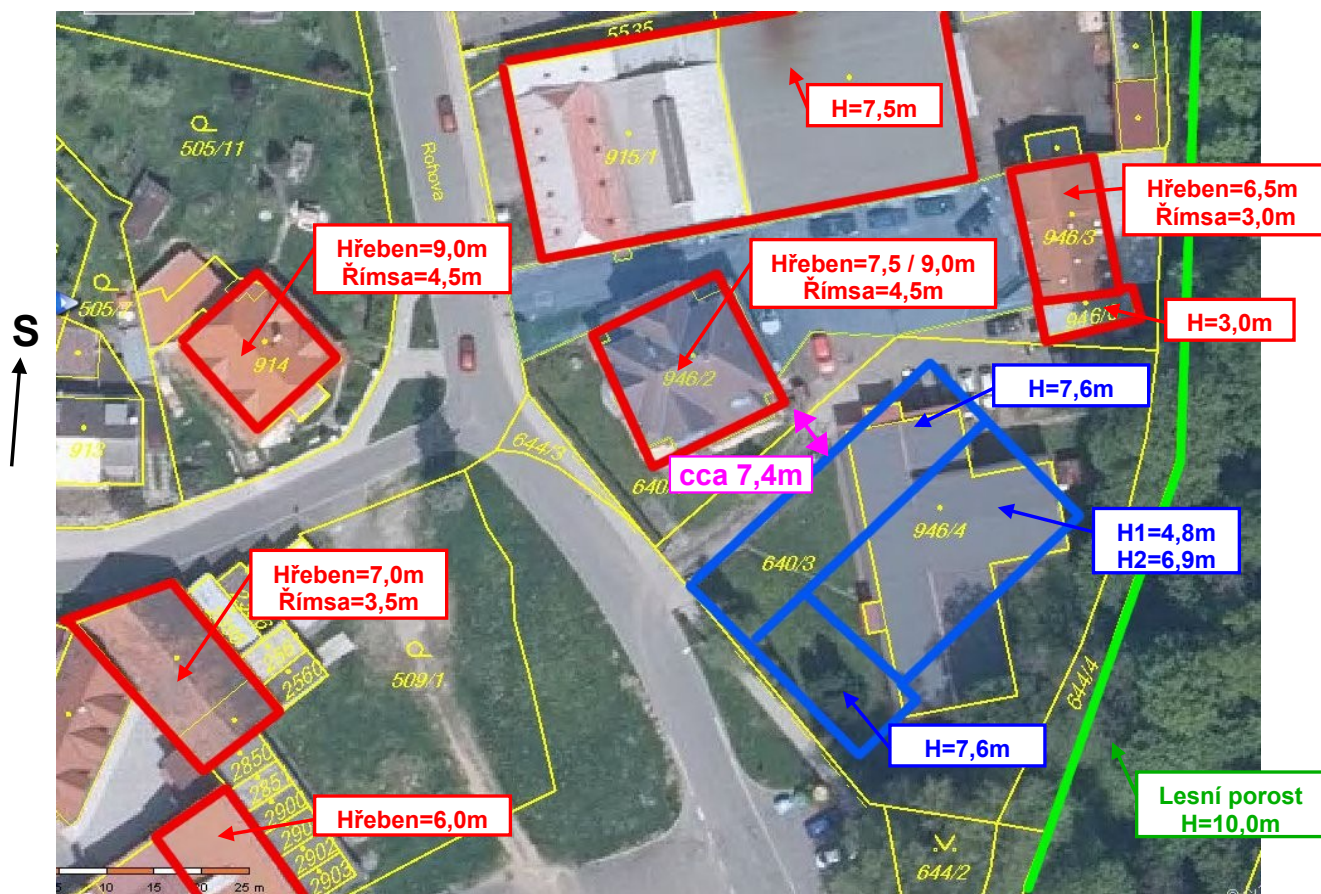 5535
H=7,5m
505/11
Rohova
915/1
Hřeben=6,5m
Římsa=3,0m
946/3
Hřeben=9,0m
Římsa=4,5m
Hřeben=7,5 / 9,0m
Římsa=4,5m
S
H=3,0m
914
946/2
H=7,6m
913
644/3
cca 7,4m
946/4
H1=4,8m
H2=6,9m
640/3
Hřeben=7,0m
Římsa=3,5m
2560
509/1
644/4
H=7,6m
2850
2900
Lesní porost
H=10,0m
Hřeben=6,0m
2902
2903
644/2
5 10 15 20 25 m